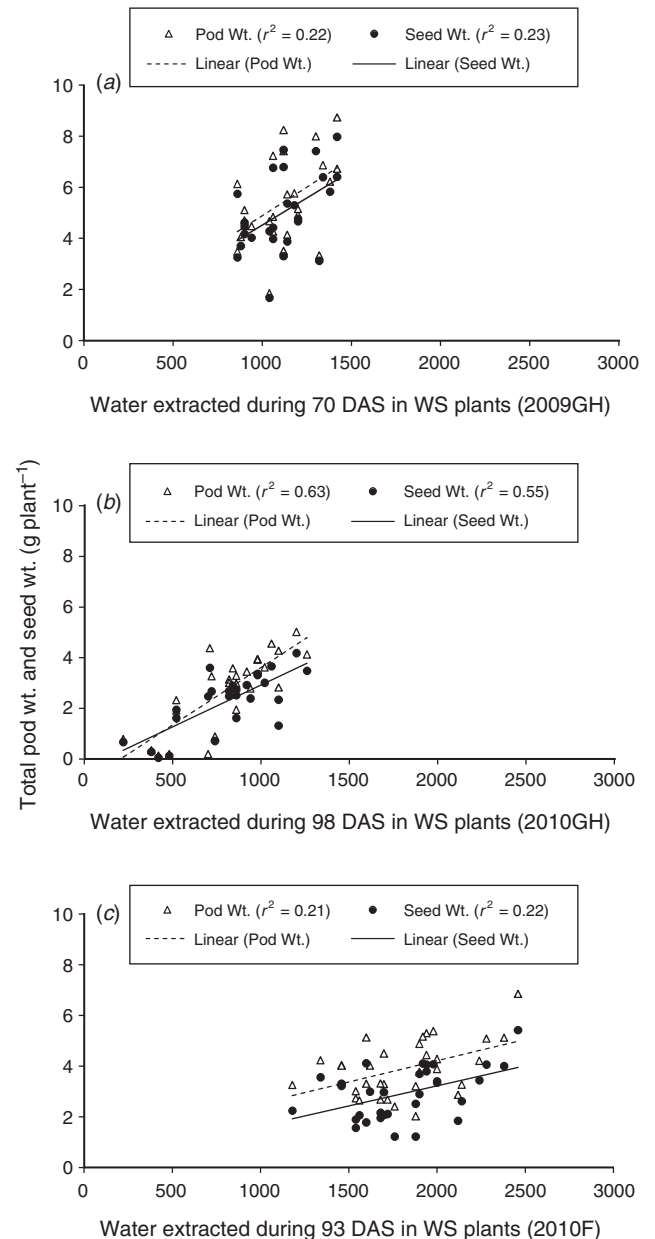 Pod Wt. (r² = 0.22) Seed Wt. (r² = 0.23)
Linear (Pod Wt.) Linear (Seed Wt.)
(a)
10
8
6
4
2
0
0 500 1000 1500 2000 2500 3000
Water extracted during 70 DAS in WS plants (2009GH)
Total pod wt. and seed wt. (g plant⁻¹)
Pod Wt. (r² = 0.63) Seed Wt. (r² = 0.55)
Linear (Pod Wt.) Linear (Seed Wt.)
(b)
10
8
6
4
2
0
0 500 1000 1500 2000 2500 3000
Water extracted during 98 DAS in WS plants (2010GH)
Pod Wt. (r² = 0.21) Seed Wt. (r² = 0.22)
Linear (Pod Wt.) Linear (Seed Wt.)
(c)
10
8
6
4
2
0
0 500 1000 1500 2000 2500 3000
Water extracted during 93 DAS in WS plants (2010F)